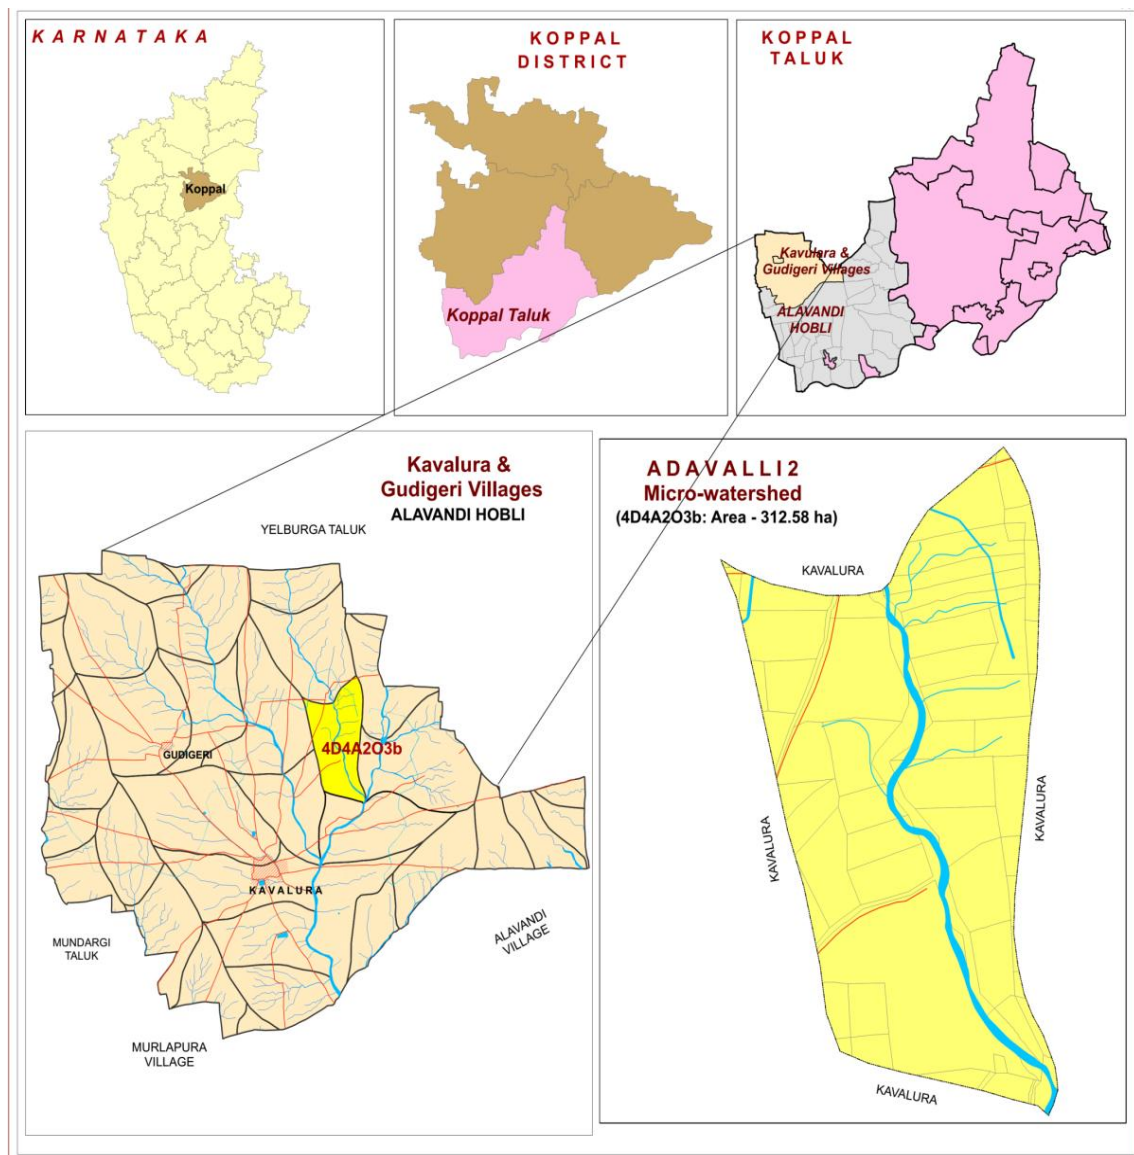 KARNATAKA
Koppal
KOPPAL
DISTRICT
Koppal Taluk
KOPPAL
TALUK
Kavulara &
Gudigeri Villages
ALAVANDI
HOBLI
Kavalura &
Gudigeri Villages
ALAVANDI HOBLI
YELBURGA TALUK
GUDIGERI
4D4A2O3b
KAVALURA
MUNDARGI
TALUK
ALAVANDI
VILLAGE
MURLAPURA
VILLAGE
ADAVALLI2
Micro-watershed
(4D4A2O3b: Area - 312.58 ha)
KAVALURA
KAVALURA
KAVALURA
KAVALURA